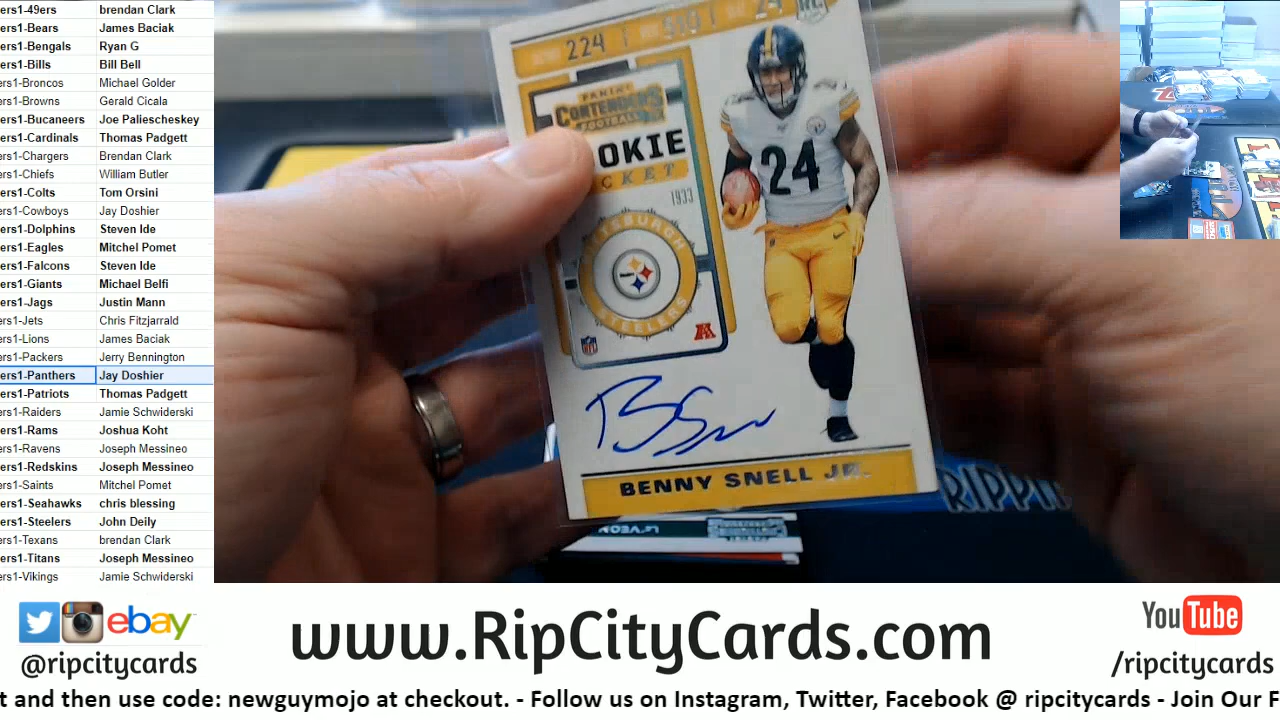 ers1-49ers brendan Clark
ers1-Bears James Baciak
ers1-Bengals Ryan G
ers1-Bills Bill Bell
ers1-Broncos Michael Golder
ers1-Browns Gerald Cicala
ers1-Bucaneers Joe Paliescheskey
ers1-Cardinals Thomas Padgett
ers1-Chargers Brendan Clark
ers1-Chiefs William Butler
ers1-Colts Tom Orsini
ers1-Cowboys Jay Doshier
ers1-Dolphins Steven Ide
ers1-Eagles Mitchel Pomet
ers1-Falcons Steven Ide
ers1-Giants Michael Belfi
ers1-Jags Justin Mann
ers1-Jets Chris Fitzjarrald
ers1-Lions James Baciak
ers1-Packers Jerry Bennington
ers1-Panthers Jay Doshier
ers1-Patriots Thomas Padgett
ers1-Raiders Jamie Schwiderski
ers1-Rams Joshua Koht
ers1-Ravens Joseph Messineo
ers1-Redskins Joseph Messineo
ers1-Saints Mitchel Pomet
ers1-Seahawks chris blessing
ers1-Steelers John Deily
ers1-Texans brendan Clark
ers1-Titans Joseph Messineo
ers1-Vikings Jamie Schwiderski
224 24
RC
PANINI
CONTENDERS
FOOTBALL
OKIE
CKET
1933
STEELERS
NFL
24
BENNY SNELL JR.
LE'VEON
RIPPIN
ebay
@ripcitycards
www.RipCityCards.com
YouTube
/ripcitycards
t and then use code: newguymojo at checkout. - Follow us on Instagram, Twitter, Facebook @ ripcitycards - Join Our F